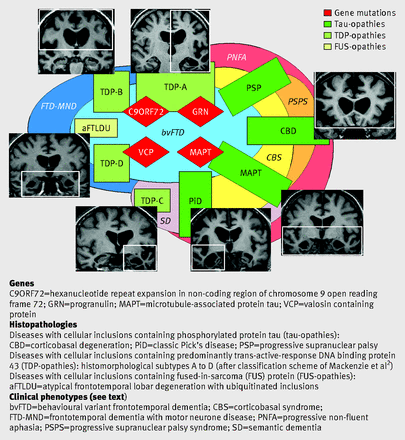 Gene mutations
Tau-opathies
TDP-opathies
FUS-opathies
PNFA
FTD-MND
TDP-B
TDP-A
PSP
C9ORF72
GRN
PSPS
aFTLDU
bvFTD
CBD
VCP
MAPT
CBS
TDP-D
MAPT
TDP-C
PiD
SD
Genes
C9ORF72=hexanucleotide repeat expansion in non-coding region of chromosome 9 open reading
frame 72; GRN=progranulin; MAPT=microtubule-associated protein tau; VCP=valosin containing
protein
Histopathologies
Diseases with cellular inclusions containing phosphorylated protein tau (tau-opathies):
CBD=corticobasal degeneration; PiD=classic Pick's disease; PSP=progressive supranuclear palsy
Diseases with cellular inclusions containing predominantly trans-active-response DNA binding protein
43 (TDP-opathies): histomorphological subtypes A to D (after classification scheme of Mackenzie et al²)
Diseases with cellular inclusions containing fused-in-sarcoma (FUS) protein (FUS-opathies):
aFTLDU=atypical frontotemporal lobar degeneration with ubiquitinated inclusions
Clinical phenotypes (see text)
bvFTD=behavioural variant frontotemporal dementia; CBS=corticobasal syndrome;
FTD-MND=frontotemporal dementia with motor neurone disease; PNFA=progressive non-fluent
aphasia; PSPS=progressive supranuclear palsy syndrome; SD=semantic dementia